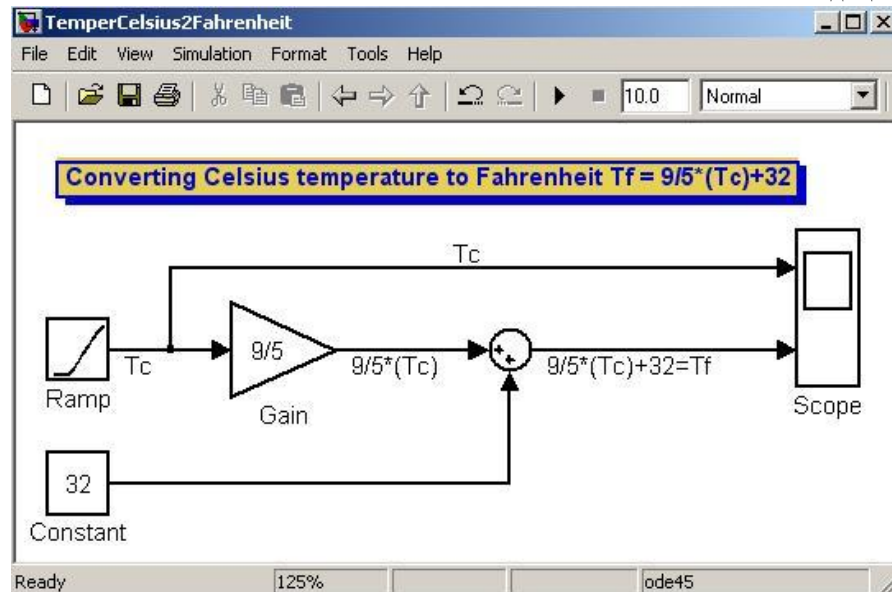 TemperCelsius2Fahrenheit
File Edit View Simulation Format Tools Help
10.0 Normal
Converting Celsius temperature to Fahrenheit Tf = 9/5*(Tc)+32
Tc
9/5
Tc 9/5*(Tc) 9/5*(Tc)+32=Tf
Ramp Gain Scope
32
Constant
Ready 125% ode45